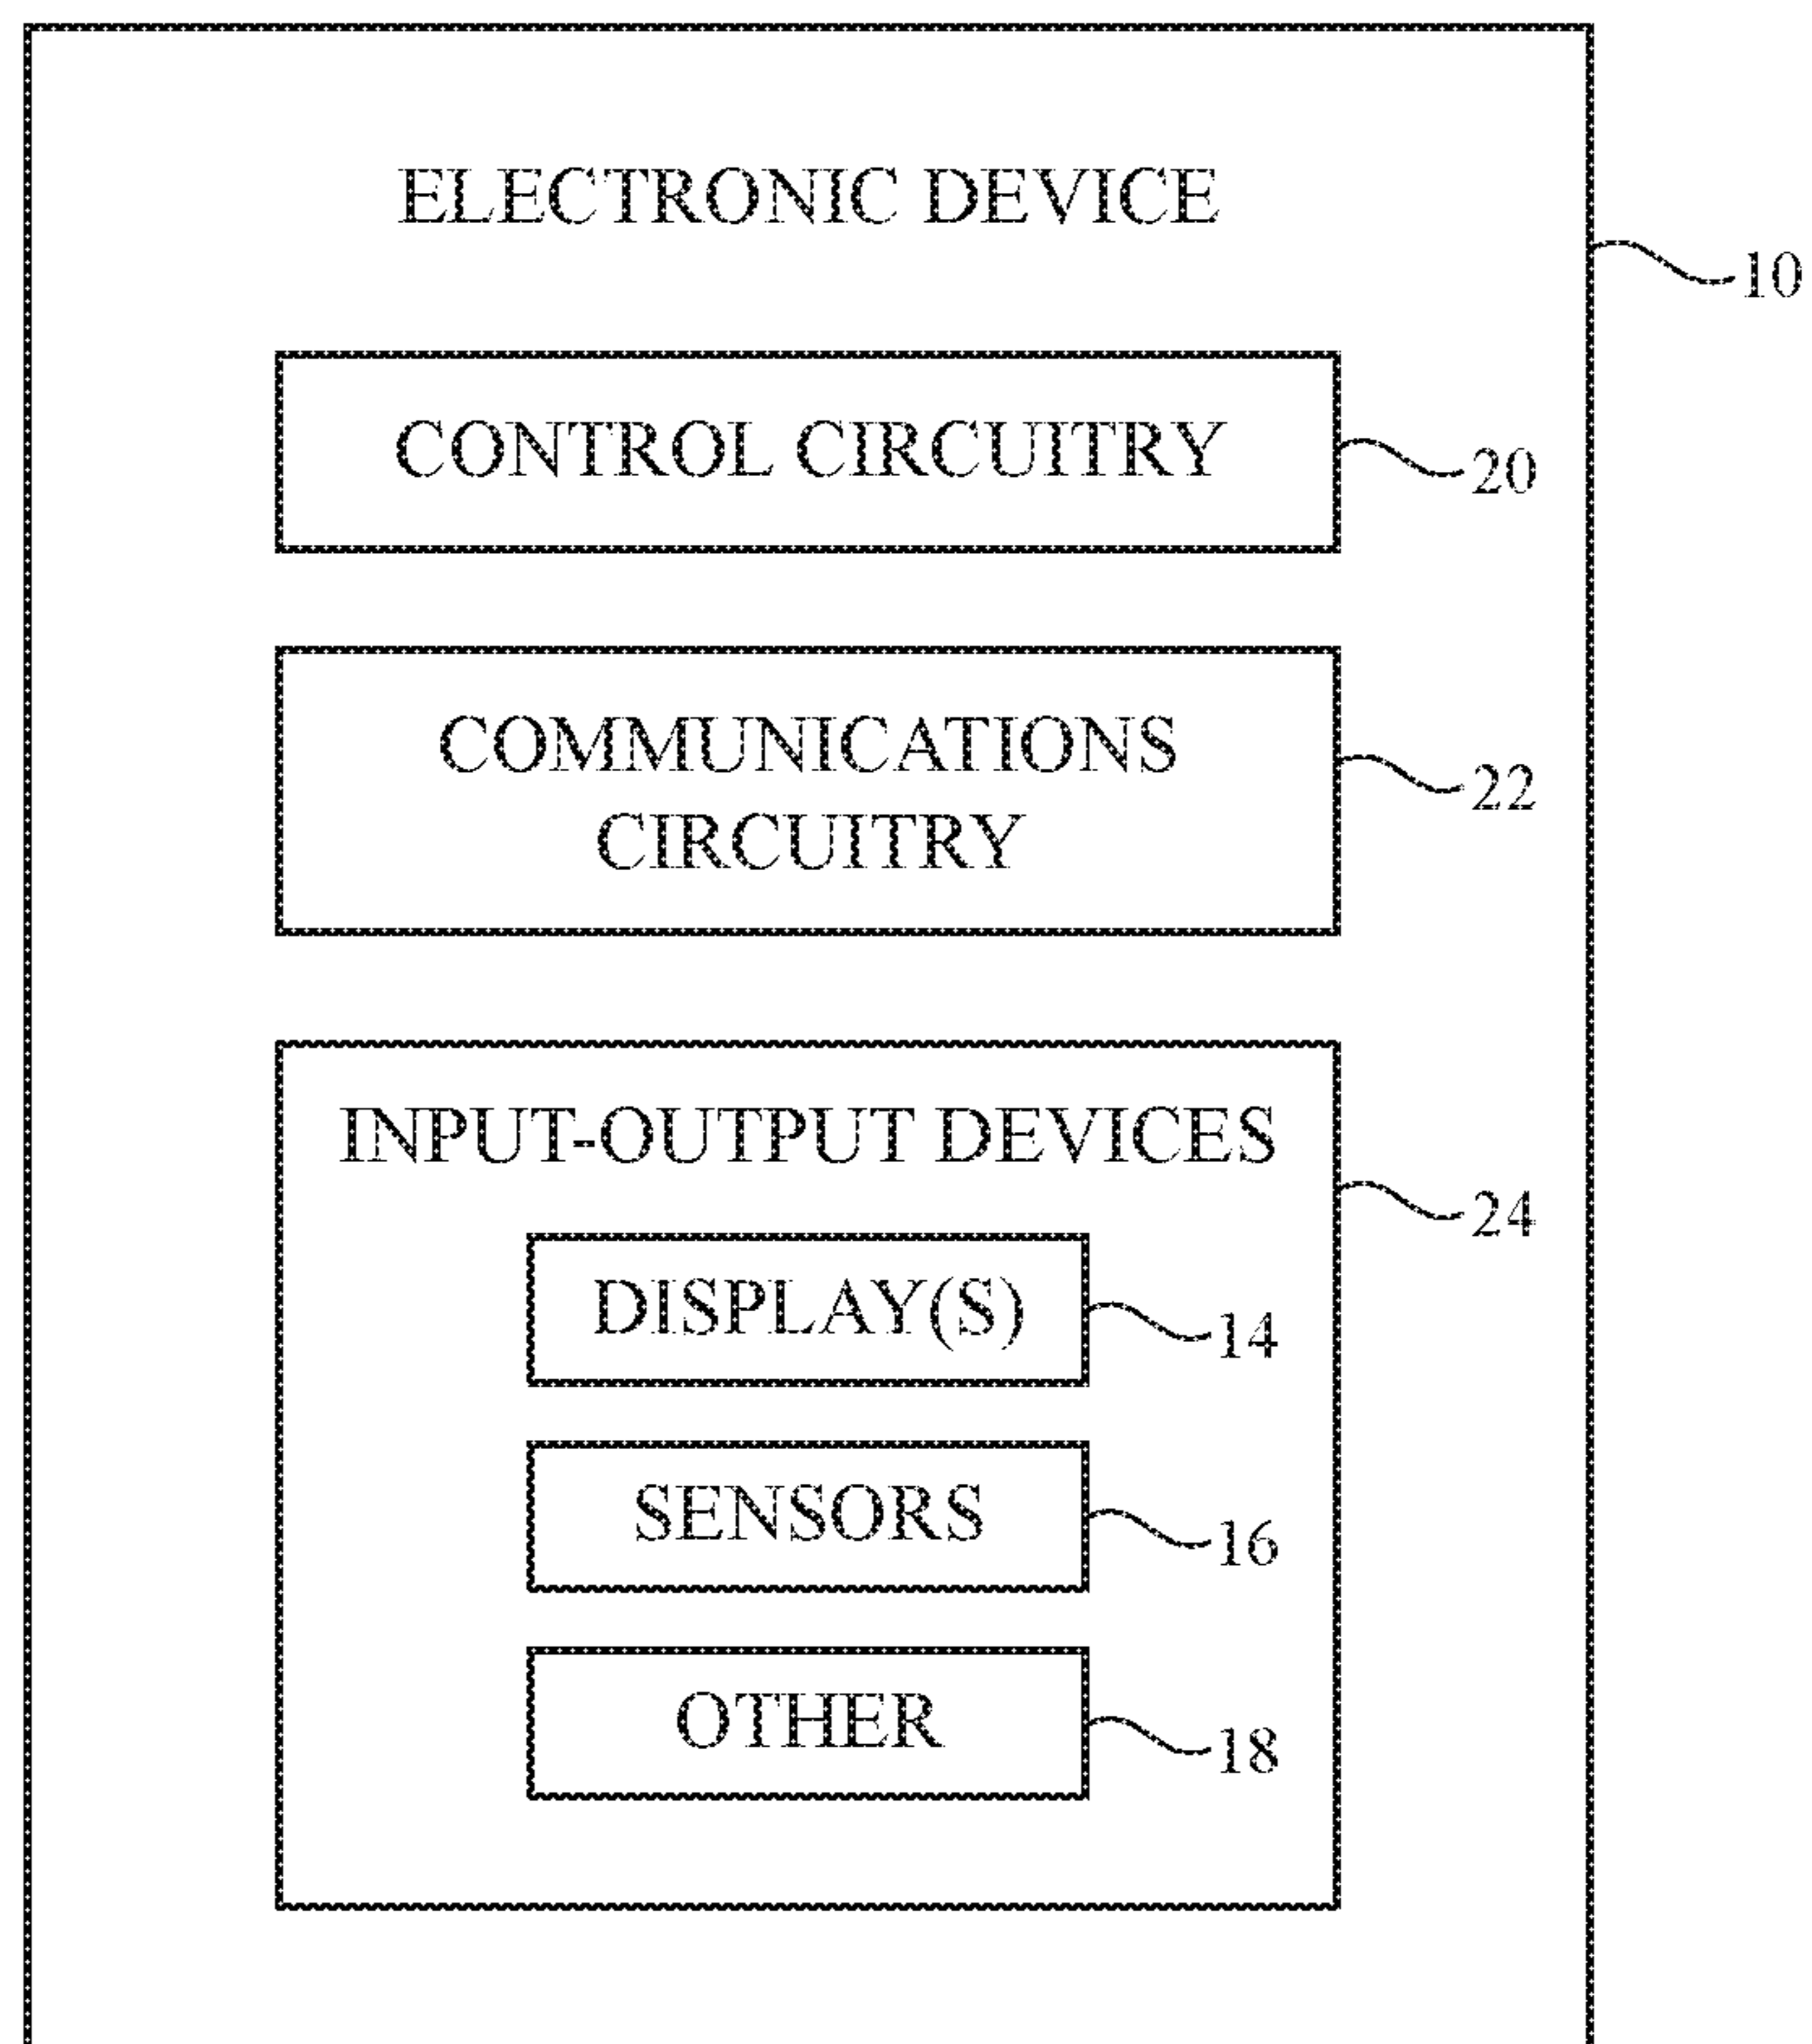 ELECTRONIC DEVICE
10
CONTROL CIRCUITRY
20
COMMUNICATIONS
CIRCUITRY
22
INPUT-OUTPUT DEVICES
24
DISPLAY(S)
14
SENSORS
16
OTHER
18